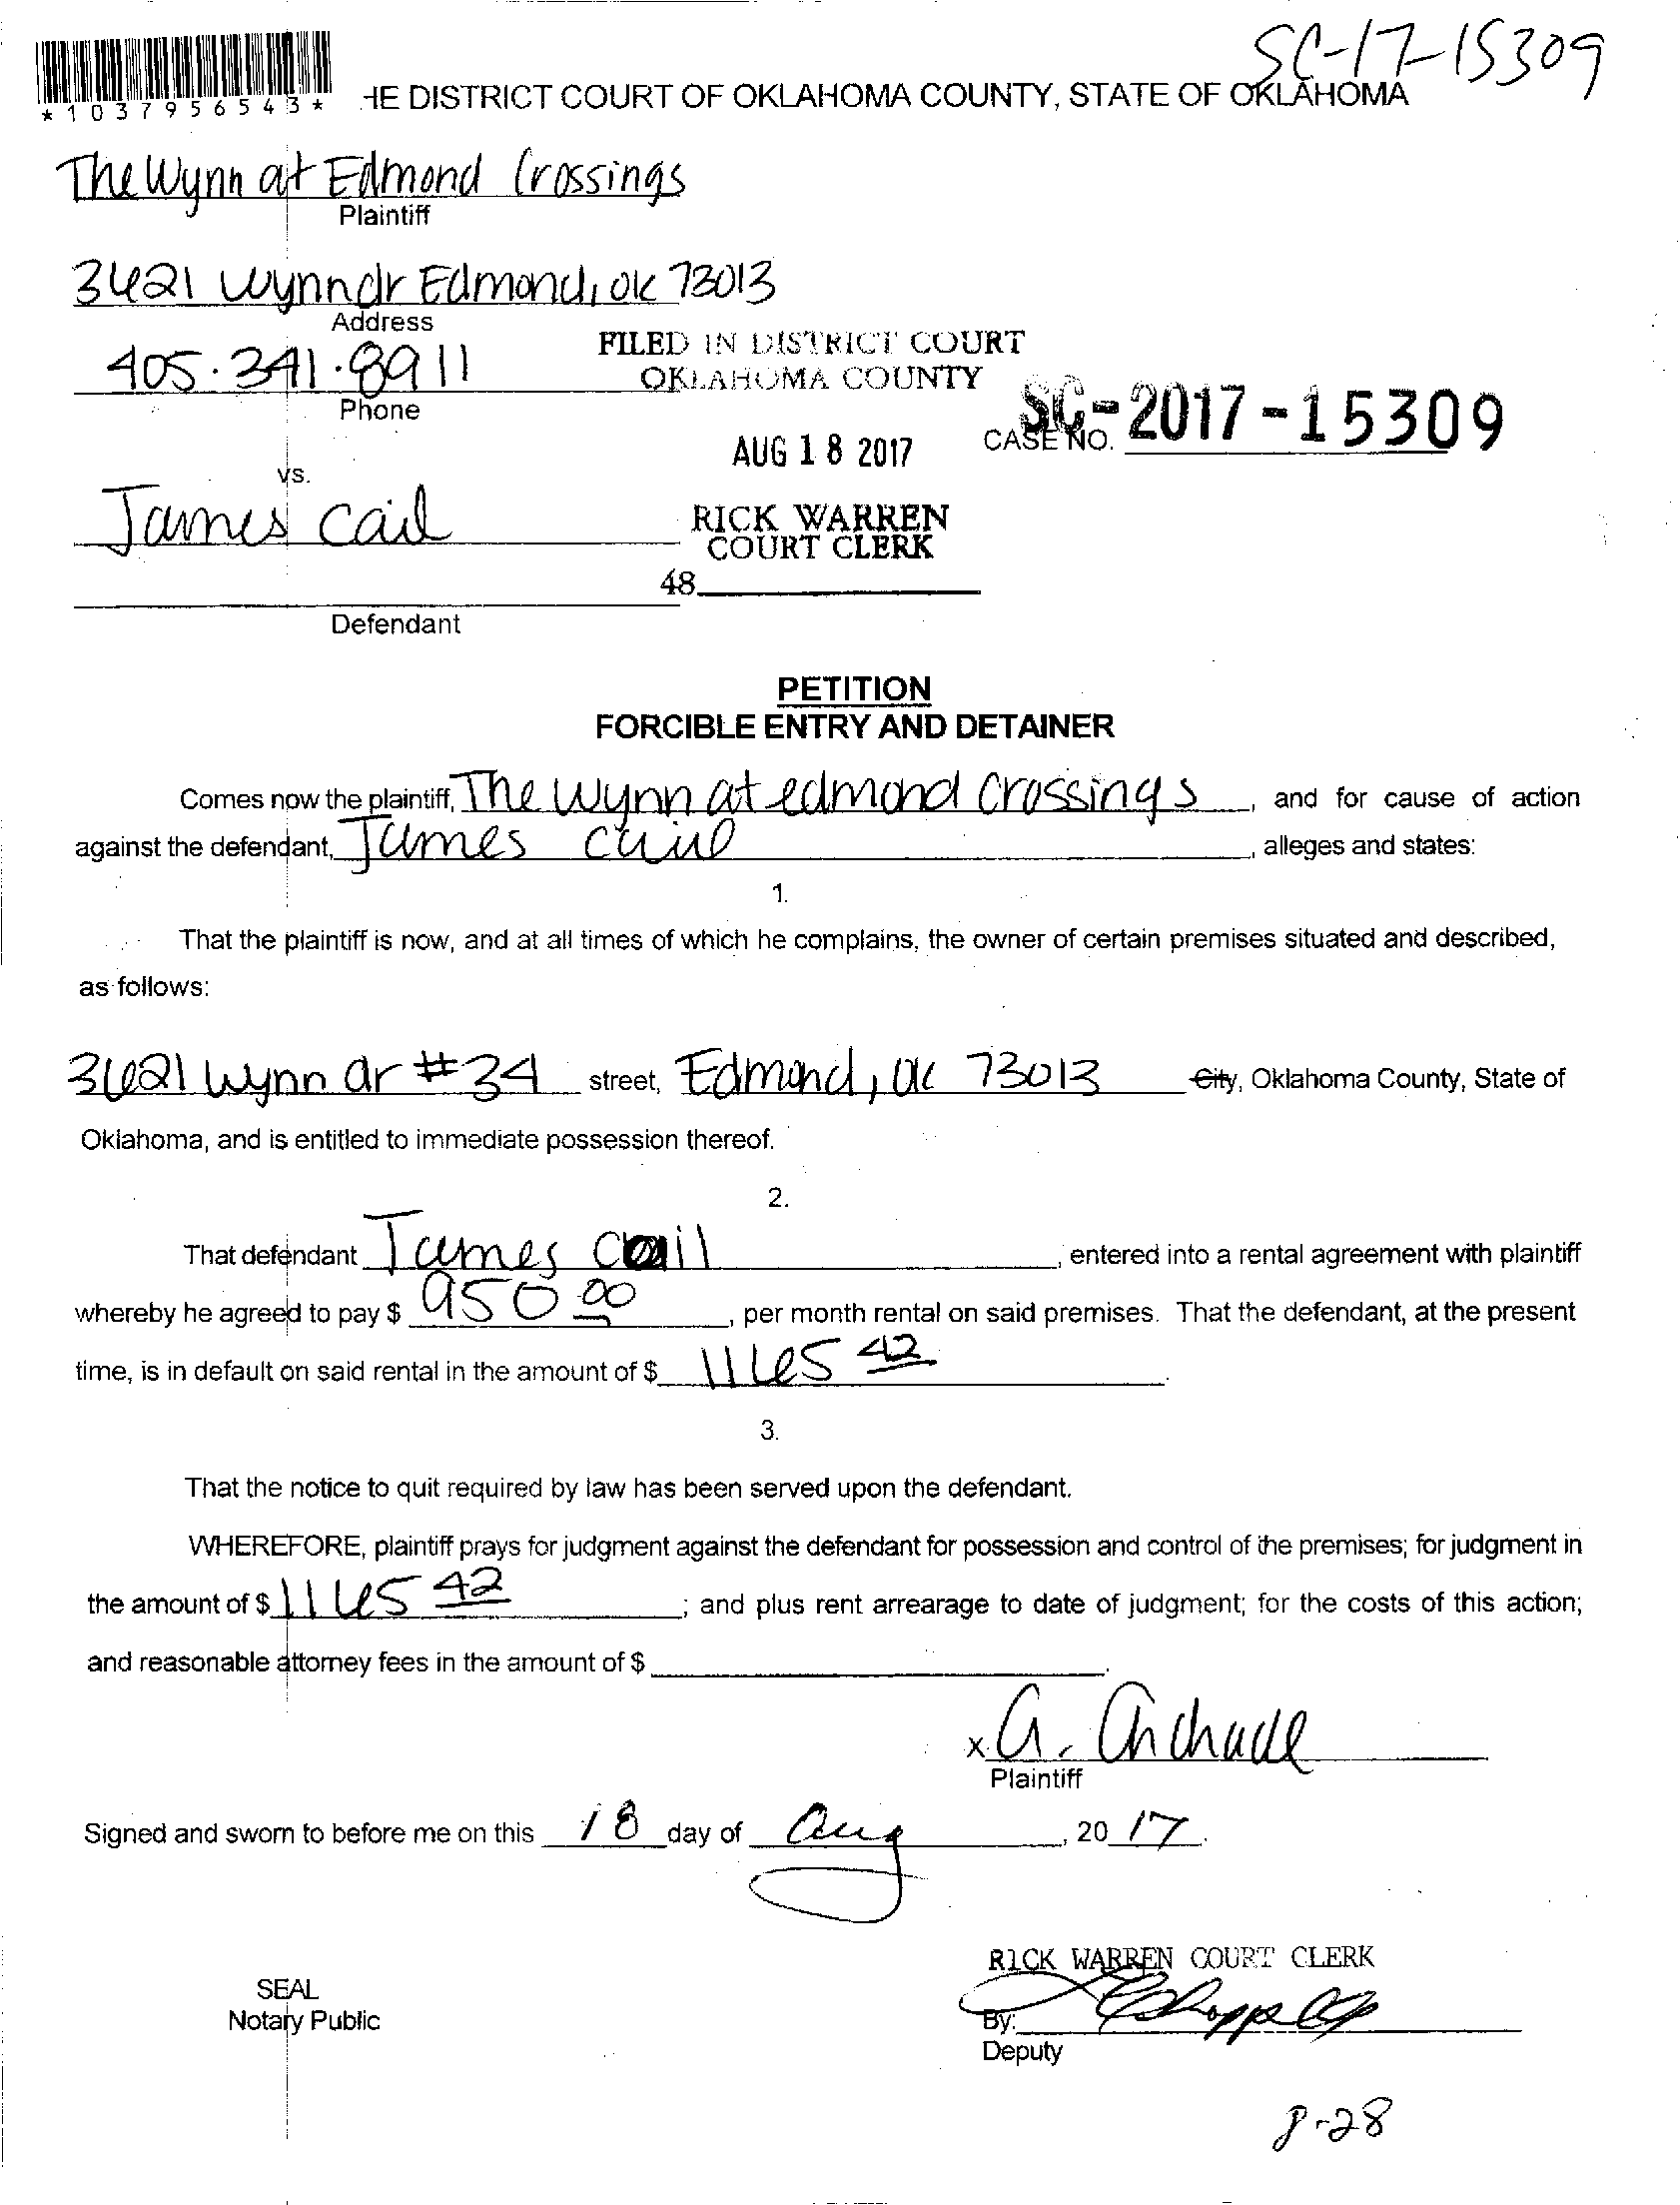 SC-17-15309
*1037956543*
HE DISTRICT COURT OF OKLAHOMA COUNTY, STATE OF OKLAHOMA
The Wynn at Edmond Crossings
Plaintiff
3621 Wynn dr Edmond, OK 73013
Address
405.341.8911
Phone
FILED IN DISTRICT COURT
OKLAHOMA COUNTY
AUG 18 2017
CASE NO. SC-2017-15309
vs.
James Cail
RICK WARREN
COURT CLERK
48
Defendant
PETITION
FORCIBLE ENTRY AND DETAINER
Comes now the plaintiff, The Wynn at edmond Crossings, and for cause of action
against the defendant, James Cail, alleges and states:
1.
That the plaintiff is now, and at all times of which he complains, the owner of certain premises situated and described,
as follows:
3621 Wynn dr #34 street, Edmond, OK 73013 City, Oklahoma County, State of
Oklahoma, and is entitled to immediate possession thereof.
2.
That defendant James Cail, entered into a rental agreement with plaintiff
whereby he agreed to pay $ 950 00, per month rental on said premises. That the defendant, at the present
time, is in default on said rental in the amount of $ 1165 42.
3.
That the notice to quit required by law has been served upon the defendant.
WHEREFORE, plaintiff prays for judgment against the defendant for possession and control of the premises; for judgment in
the amount of $ 1165 42; and plus rent arrearage to date of judgment; for the costs of this action;
and reasonable attorney fees in the amount of $.
x A. Andrade
Plaintiff
Signed and sworn to before me on this 18 day of Aug, 20 17.
RICK WARREN COURT CLERK
SEAL
Notary Public
By:
Deputy
8-28